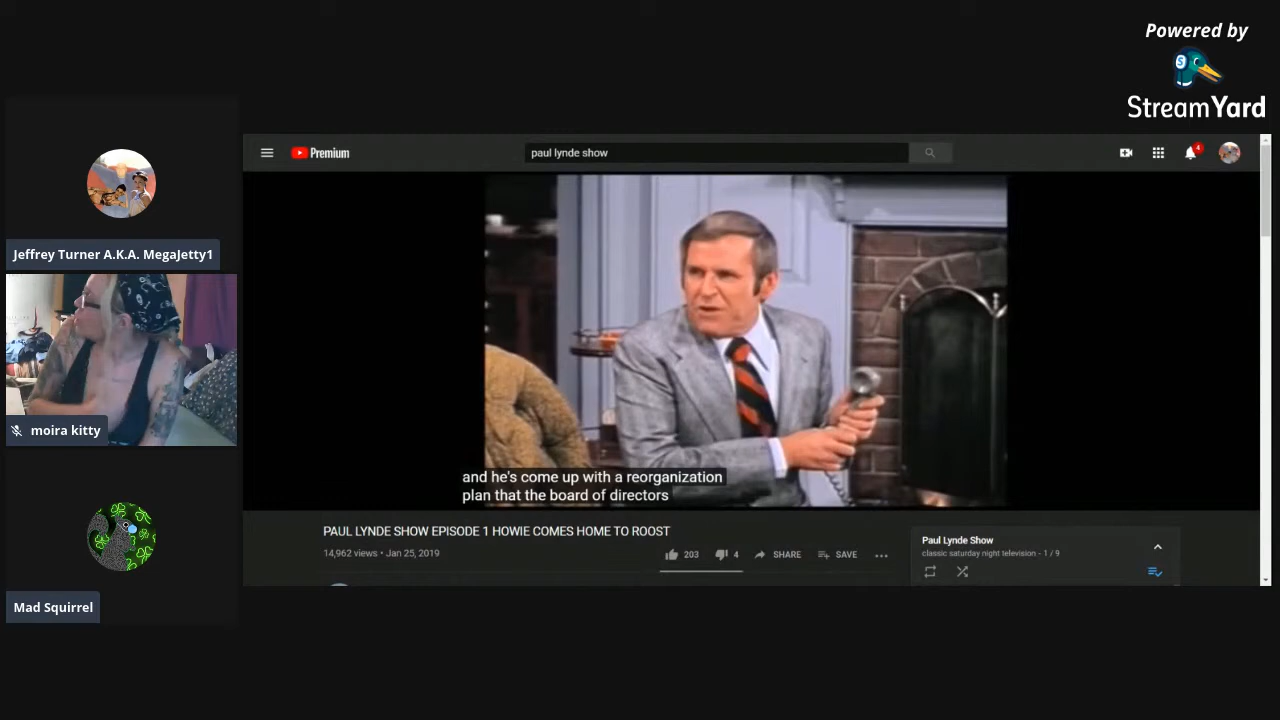 Powered by
StreamYard
Premium
paul lynde show
4
Jeffrey Turner A.K.A. MegaJetty1
moira kitty
Mad Squirrel
and he's come up with a reorganization
plan that the board of directors
PAUL LYNDE SHOW EPISODE 1 HOWIE COMES HOME TO ROOST
14,962 views • Jan 25, 2019
203
4
SHARE
SAVE
Paul Lynde Show
classic saturday night television - 1 / 9